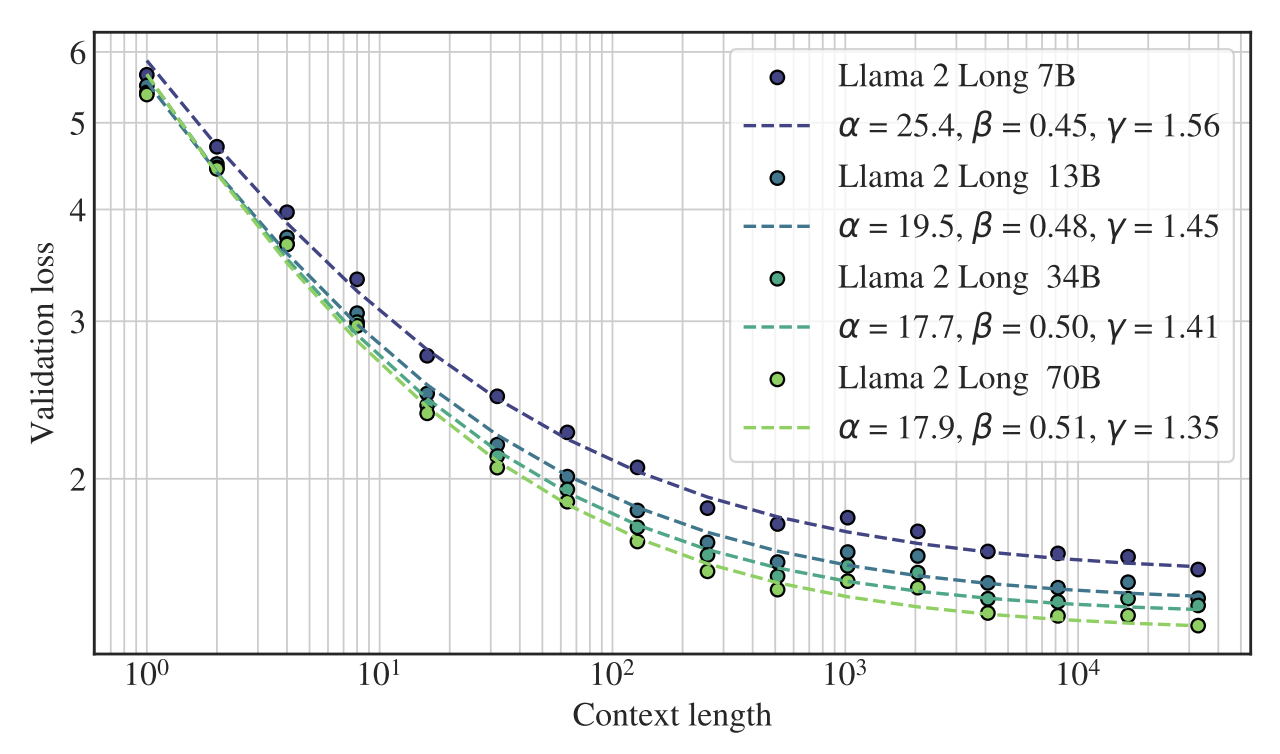 6
5
4
3
2
Validation loss
Llama 2 Long 7B
α = 25.4, β = 0.45, γ = 1.56
Llama 2 Long  13B
α = 19.5, β = 0.48, γ = 1.45
Llama 2 Long  34B
α = 17.7, β = 0.50, γ = 1.41
Llama 2 Long  70B
α = 17.9, β = 0.51, γ = 1.35
10⁰ 10¹ 10² 10³ 10⁴
Context length